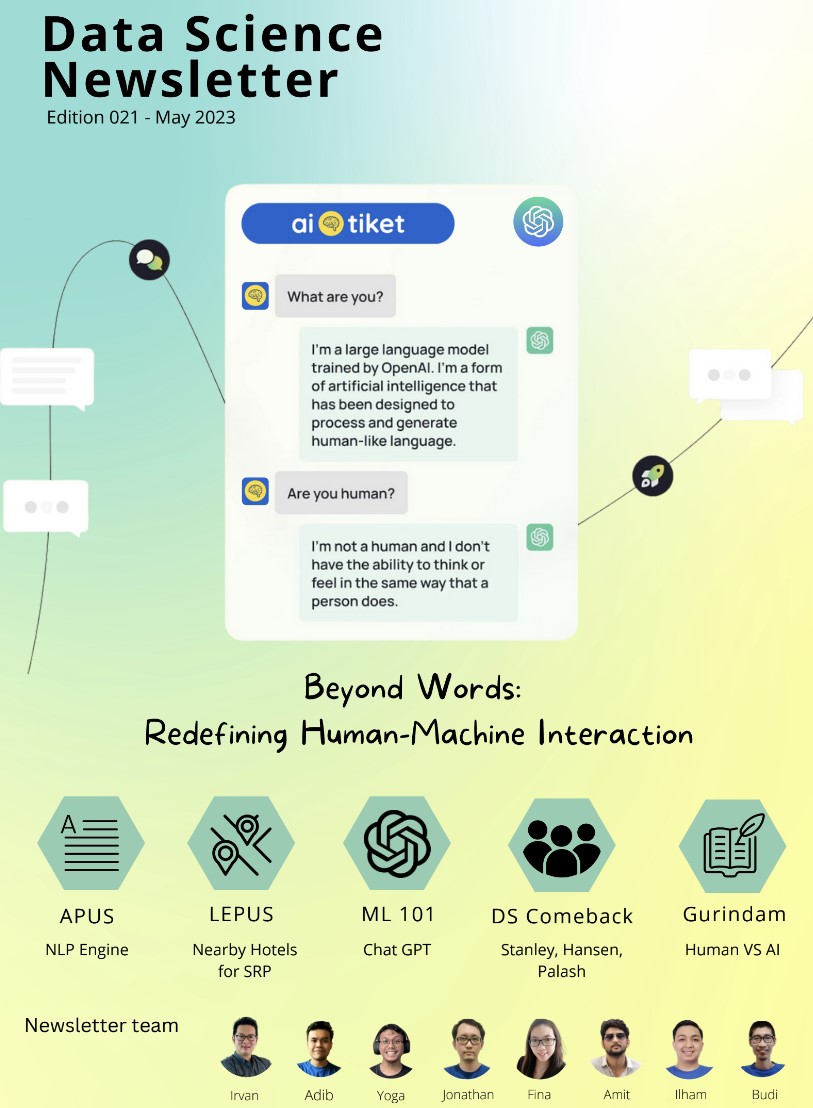 Data Science
Newsletter
Edition 021 - May 2023
ai tiket
What are you?
I'm a large language model
trained by OpenAI. I'm a form
of artificial intelligence that
has been designed to
process and generate
human-like language.
Are you human?
I'm not a human and I don't
have the ability to think or
feel in the same way that a
person does.
Beyond Words:
Redefining Human-Machine Interaction
A
APUS
NLP Engine
LEPUS
Nearby Hotels
for SRP
ML 101
Chat GPT
DS Comeback
Stanley, Hansen,
Palash
Gurindam
Human VS AI
Newsletter team
Irvan
Adib
Yoga
Jonathan
Fina
Amit
Ilham
Budi